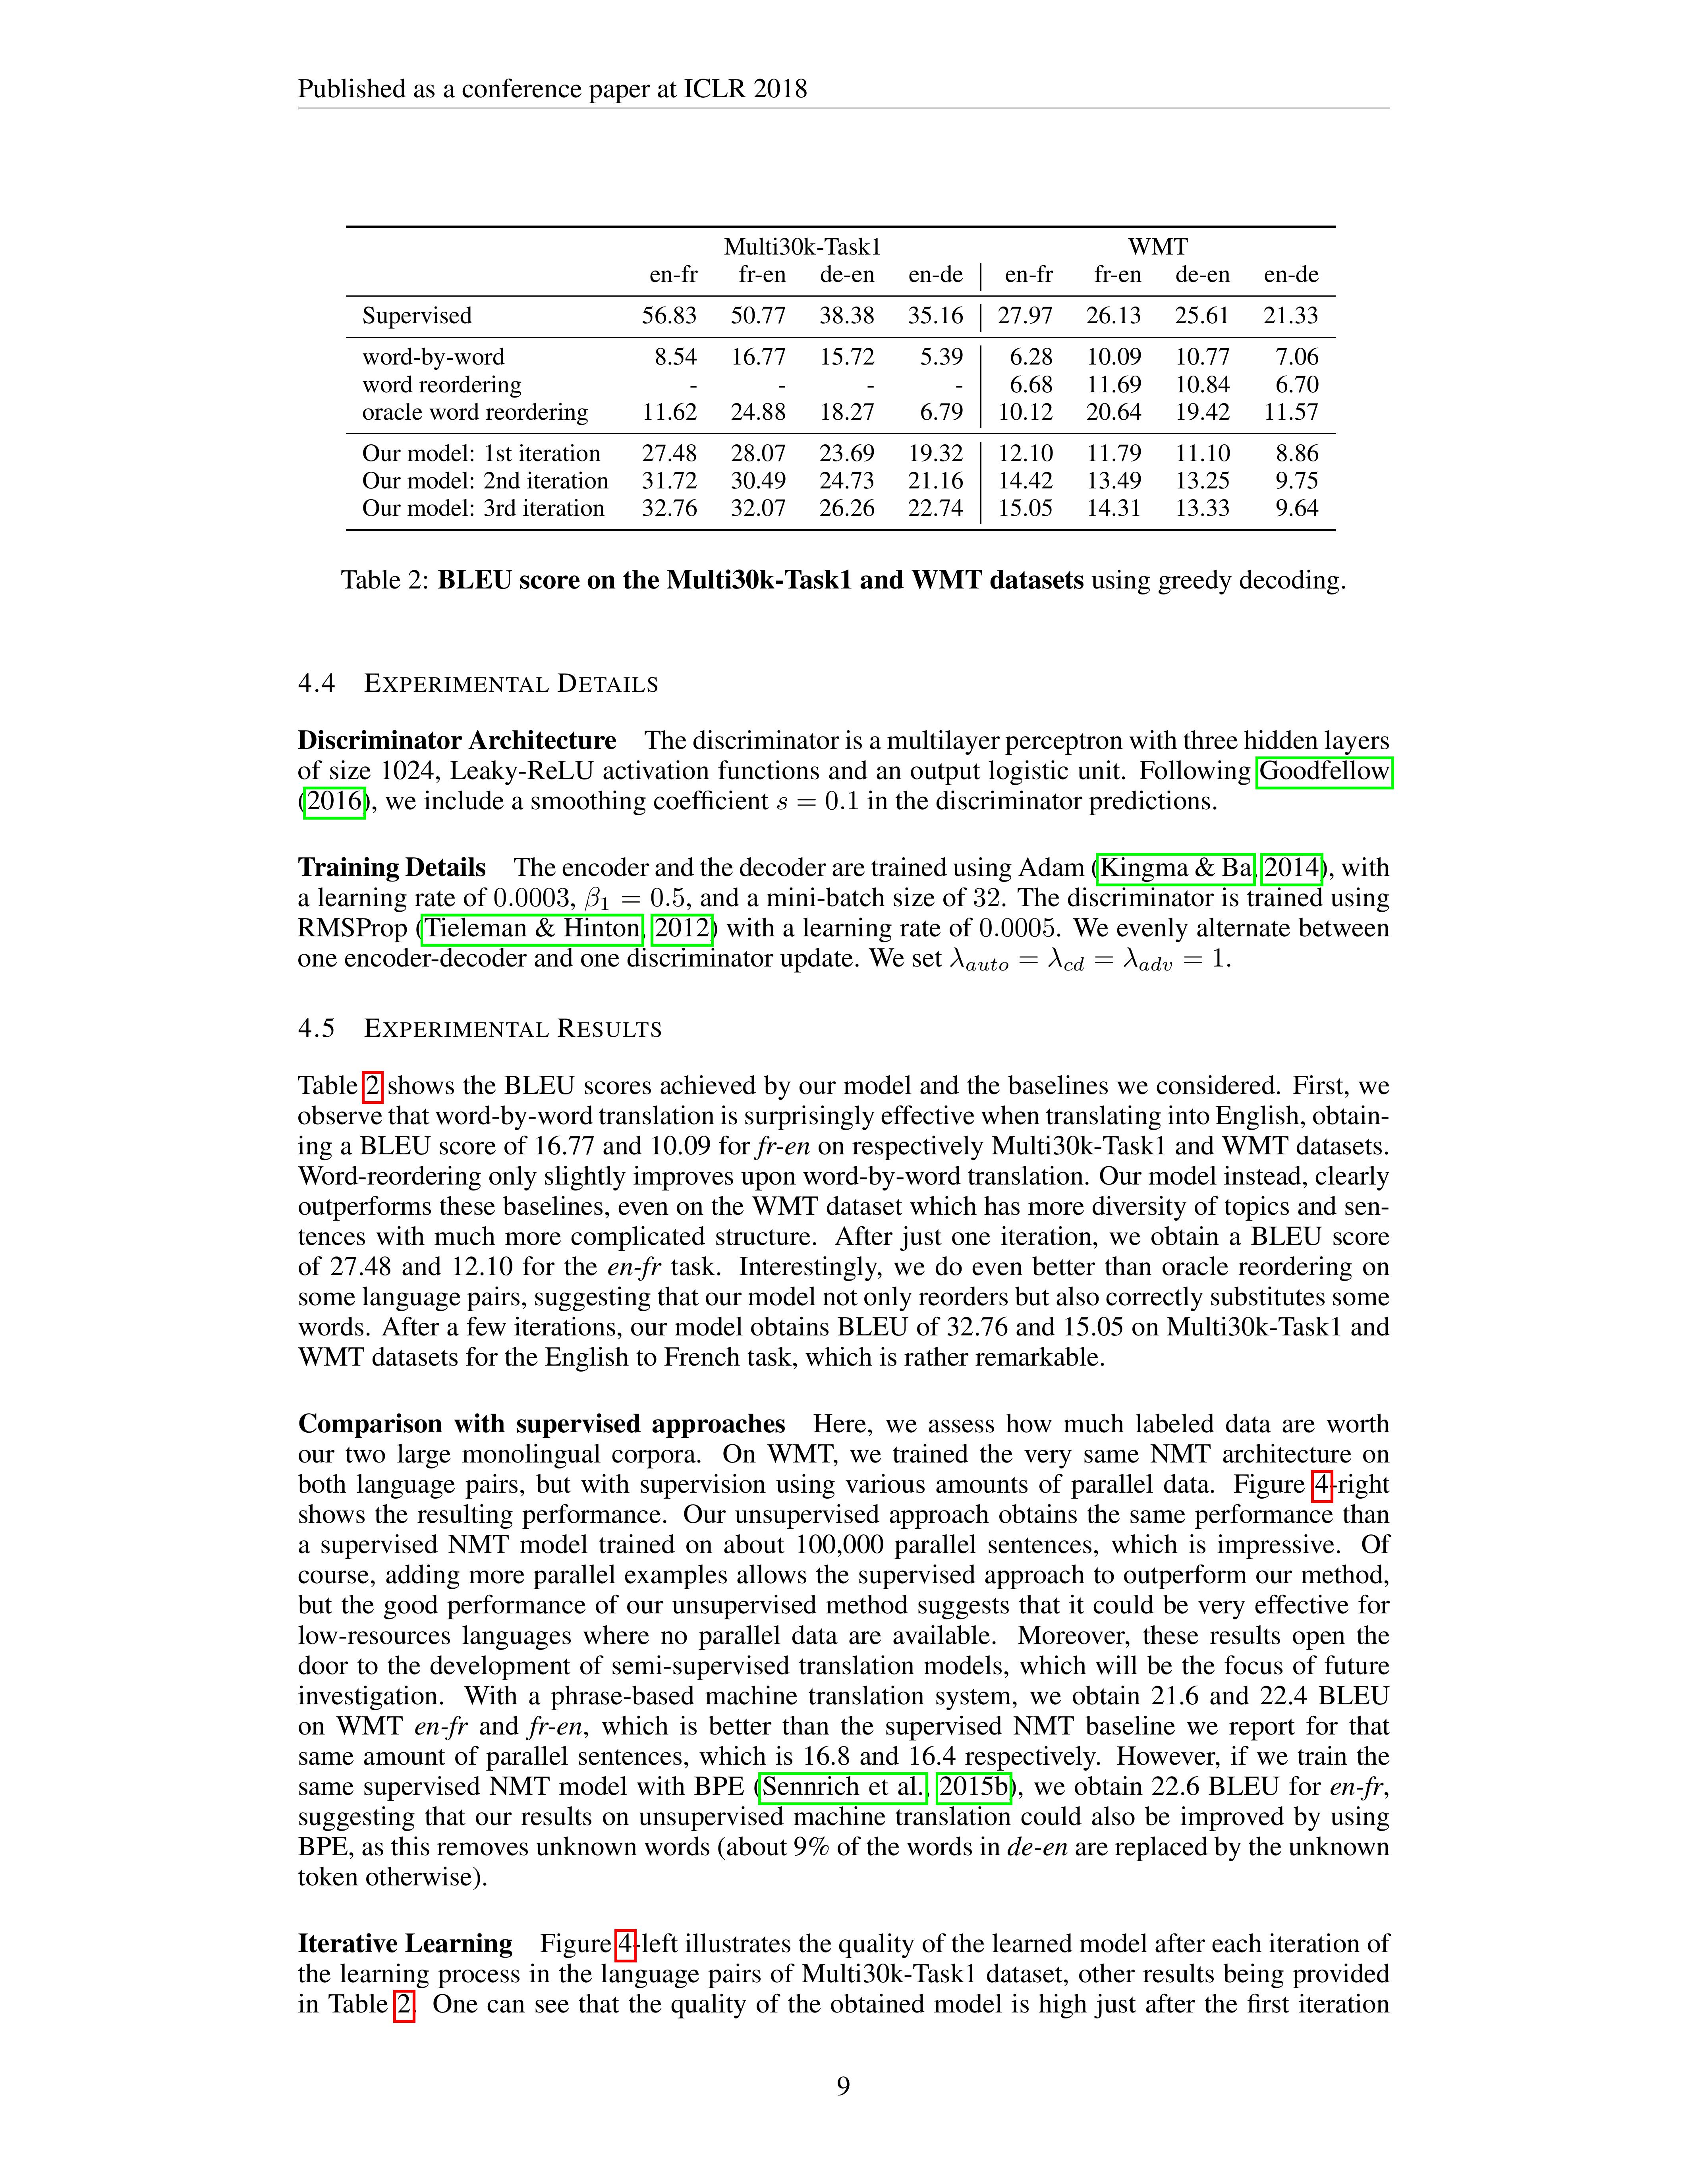 Published as a conference paper at ICLR 2018
Multi30k-Task1 WMT
en-fr fr-en de-en en-de en-fr fr-en de-en en-de
Supervised 56.83 50.77 38.38 35.16 27.97 26.13 25.61 21.33
word-by-word 8.54 16.77 15.72 5.39 6.28 10.09 10.77 7.06
word reordering - - - - 6.68 11.69 10.84 6.70
oracle word reordering 11.62 24.88 18.27 6.79 10.12 20.64 19.42 11.57
Our model: 1st iteration 27.48 28.07 23.69 19.32 12.10 11.79 11.10 8.86
Our model: 2nd iteration 31.72 30.49 24.73 21.16 14.42 13.49 13.25 9.75
Our model: 3rd iteration 32.76 32.07 26.26 22.74 15.05 14.31 13.33 9.64
Table 2: BLEU score on the Multi30k-Task1 and WMT datasets using greedy decoding.
4.4 EXPERIMENTAL DETAILS
Discriminator Architecture The discriminator is a multilayer perceptron with three hidden layers
of size 1024, Leaky-ReLU activation functions and an output logistic unit. Following Goodfellow
(2016), we include a smoothing coefficient s = 0.1 in the discriminator predictions.
Training Details The encoder and the decoder are trained using Adam (Kingma & Ba, 2014), with
a learning rate of 0.0003, β1 = 0.5, and a mini-batch size of 32. The discriminator is trained using
RMSProp (Tieleman & Hinton, 2012) with a learning rate of 0.0005. We evenly alternate between
one encoder-decoder and one discriminator update. We set λauto = λcd = λadv = 1.
4.5 EXPERIMENTAL RESULTS
Table 2 shows the BLEU scores achieved by our model and the baselines we considered. First, we
observe that word-by-word translation is surprisingly effective when translating into English, obtain-
ing a BLEU score of 16.77 and 10.09 for fr-en on respectively Multi30k-Task1 and WMT datasets.
Word-reordering only slightly improves upon word-by-word translation. Our model instead, clearly
outperforms these baselines, even on the WMT dataset which has more diversity of topics and sen-
tences with much more complicated structure. After just one iteration, we obtain a BLEU score
of 27.48 and 12.10 for the en-fr task. Interestingly, we do even better than oracle reordering on
some language pairs, suggesting that our model not only reorders but also correctly substitutes some
words. After a few iterations, our model obtains BLEU of 32.76 and 15.05 on Multi30k-Task1 and
WMT datasets for the English to French task, which is rather remarkable.
Comparison with supervised approaches Here, we assess how much labeled data are worth
our two large monolingual corpora. On WMT, we trained the very same NMT architecture on
both language pairs, but with supervision using various amounts of parallel data. Figure 4-right
shows the resulting performance. Our unsupervised approach obtains the same performance than
a supervised NMT model trained on about 100,000 parallel sentences, which is impressive. Of
course, adding more parallel examples allows the supervised approach to outperform our method,
but the good performance of our unsupervised method suggests that it could be very effective for
low-resources languages where no parallel data are available. Moreover, these results open the
door to the development of semi-supervised translation models, which will be the focus of future
investigation. With a phrase-based machine translation system, we obtain 21.6 and 22.4 BLEU
on WMT en-fr and fr-en, which is better than the supervised NMT baseline we report for that
same amount of parallel sentences, which is 16.8 and 16.4 respectively. However, if we train the
same supervised NMT model with BPE (Sennrich et al., 2015b), we obtain 22.6 BLEU for en-fr,
suggesting that our results on unsupervised machine translation could also be improved by using
BPE, as this removes unknown words (about 9% of the words in de-en are replaced by the unknown
token otherwise).
Iterative Learning Figure 4-left illustrates the quality of the learned model after each iteration of
the learning process in the language pairs of Multi30k-Task1 dataset, other results being provided
in Table 2. One can see that the quality of the obtained model is high just after the first iteration
9